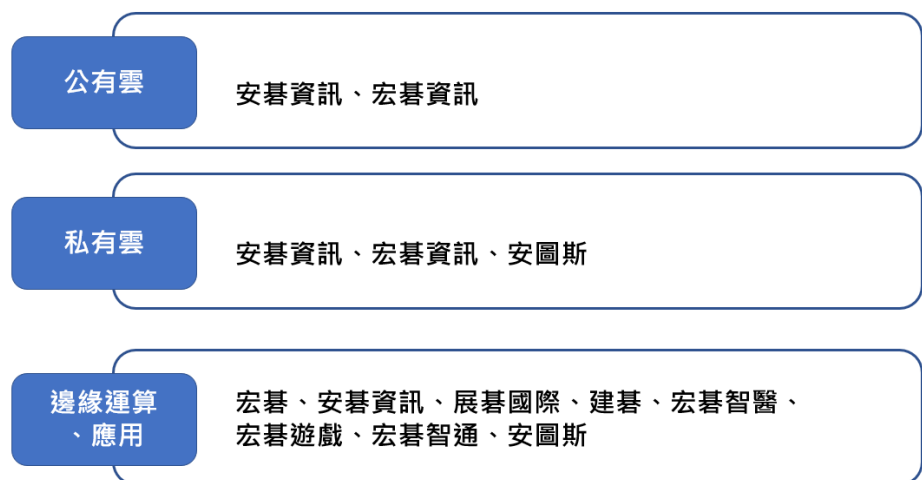 公有雲
安碁資訊、宏碁資訊
私有雲
安碁資訊、宏碁資訊、安圖斯
邊緣運算
、應用
宏碁、安碁資訊、展碁國際、建碁、宏碁智醫、
宏碁遊戲、宏碁智通、安圖斯